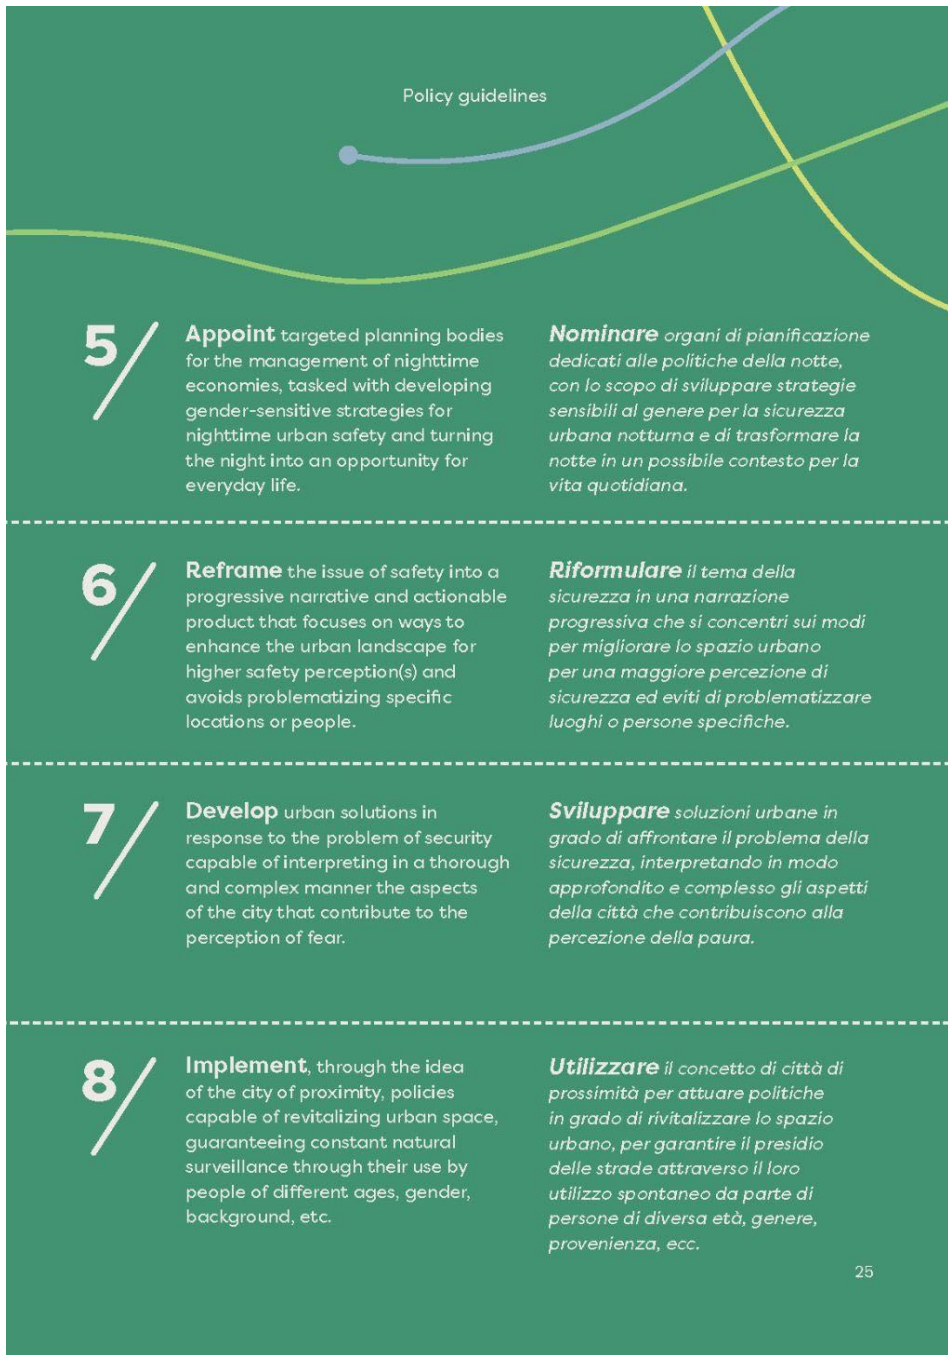 Policy guidelines
5/
Appoint targeted planning bodies
for the management of nighttime
economies, tasked with developing
gender-sensitive strategies for
nighttime urban safety and turning
the night into an opportunity for
everyday life.
Nominare organi di pianificazione
dedicati alle politiche della notte,
con lo scopo di sviluppare strategie
sensibili al genere per la sicurezza
urbana notturna e di trasformare la
notte in un possibile contesto per la
vita quotidiana.
6/
Reframe the issue of safety into a
progressive narrative and actionable
product that focuses on ways to
enhance the urban landscape for
higher safety perception(s) and
avoids problematizing specific
locations or people.
Riformulare il tema della
sicurezza in una narrazione
progressiva che si concentri sui modi
per migliorare lo spazio urbano
per una maggiore percezione di
sicurezza ed eviti di problematizzare
luoghi o persone specifiche.
7/
Develop urban solutions in
response to the problem of security
capable of interpreting in a thorough
and complex manner the aspects
of the city that contribute to the
perception of fear.
Sviluppare soluzioni urbane in
grado di affrontare il problema della
sicurezza, interpretando in modo
approfondito e complesso gli aspetti
della città che contribuiscono alla
percezione della paura.
8/
Implement, through the idea
of the city of proximity, policies
capable of revitalizing urban space,
guaranteeing constant natural
surveillance through their use by
people of different ages, gender,
background, etc.
Utilizzare il concetto di città di
prossimità per attuare politiche
in grado di rivitalizzare lo spazio
urbano, per garantire il presidio
delle strade attraverso il loro
utilizzo spontaneo da parte di
persone di diversa età, genere,
provenienza, ecc.
25